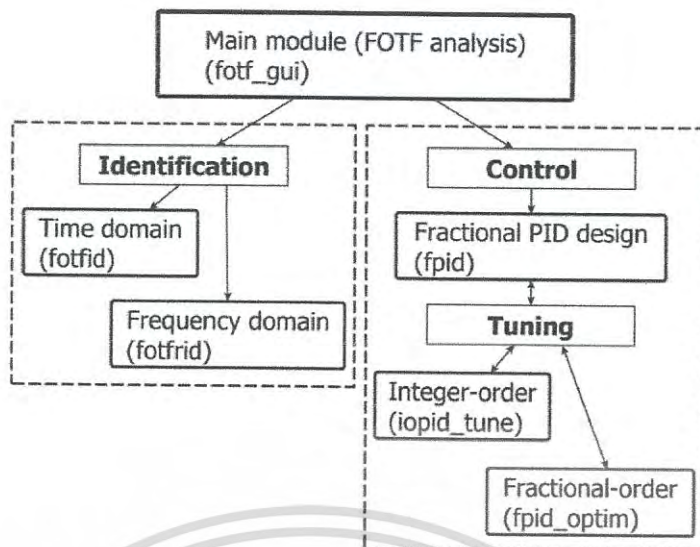 Main module (FOTF analysis)
(fotf_gui)
Identification
Time domain
(fotfid)
Frequency domain
(fotfrid)
Control
Fractional PID design
(fpid)
Tuning
Integer-order
(iopid_tune)
Fractional-order
(fpid_optim)